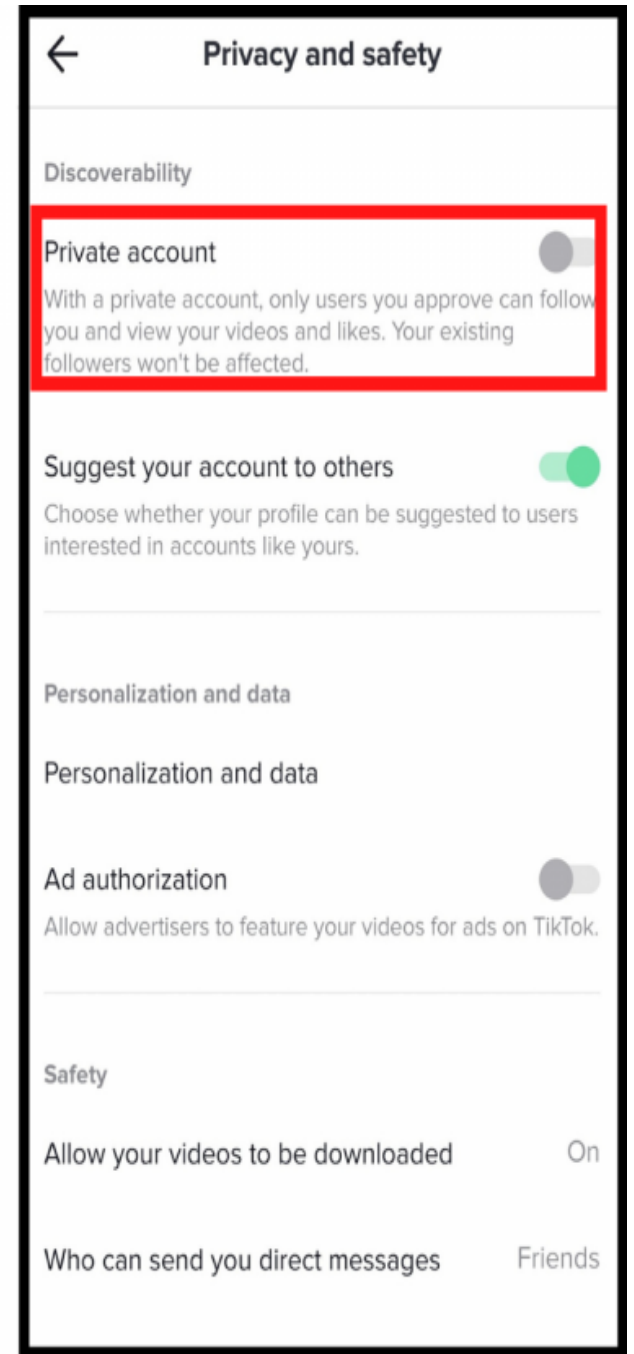 Privacy and safety
Discoverability
Private account
With a private account, only users you approve can follow
you and view your videos and likes. Your existing
followers won't be affected.
Suggest your account to others
Choose whether your profile can be suggested to users
interested in accounts like yours.
Personalization and data
Personalization and data
Ad authorization
Allow advertisers to feature your videos for ads on TikTok.
Safety
Allow your videos to be downloaded On
Who can send you direct messages Friends